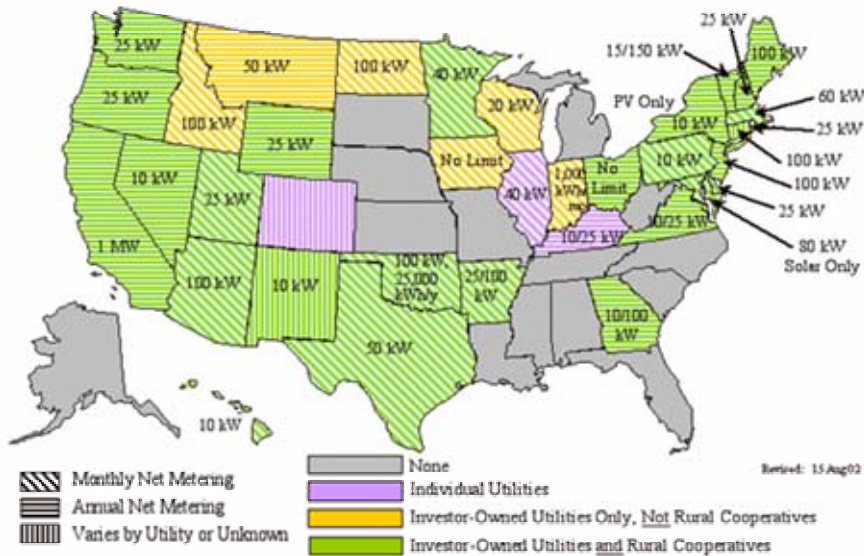 25 kW
25 kW
15/150 kW
100 kW
50 kW
100 kW
40 kW
60 kW
25 kW
PV Only
20 kW
10 kW
25 kW
100 kW
25 kW
100 kW
10 kW
No Limit
10 kW
No
Limit
1,000
kWh/
mo
100 kW
25 kW
40 kW
25 kW
10/25 kW
10/25 kW
80 kW
Solar Only
1 MW
100 kW
10 kW
100 kW,
25,000
kWh/y
25/100
kW
10/100
kW
50 kW
10 kW
None
Revised: 15 Aug 02
Monthly Net Metering
Individual Utilities
Annual Net Metering
Investor-Owned Utilities Only, Not Rural Cooperatives
Varies by Utility or Unknown
Investor-Owned Utilities and Rural Cooperatives